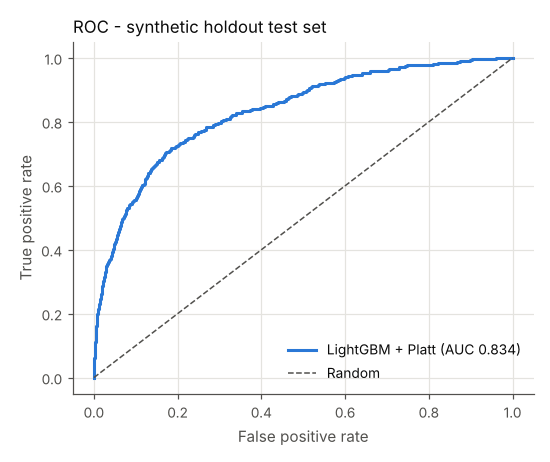 ROC - synthetic holdout test set
True positive rate
1.0
0.8
0.6
0.4
0.2
0.0
LightGBM + Platt (AUC 0.834)
Random
0.0 0.2 0.4 0.6 0.8 1.0
False positive rate